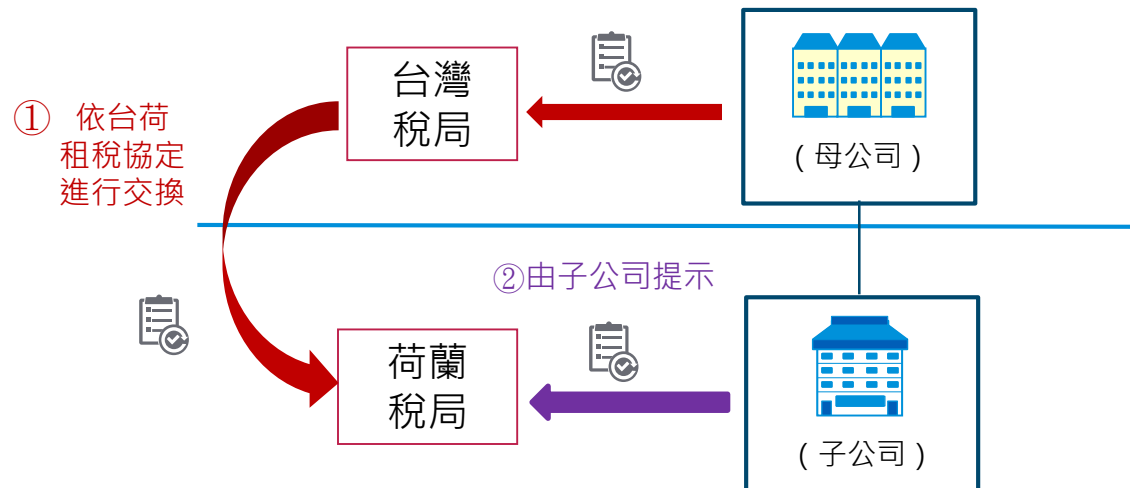 台灣
稅局
① 依台荷
租稅協定
進行交換
(母公司)
②由子公司提示
荷蘭
稅局
(子公司)